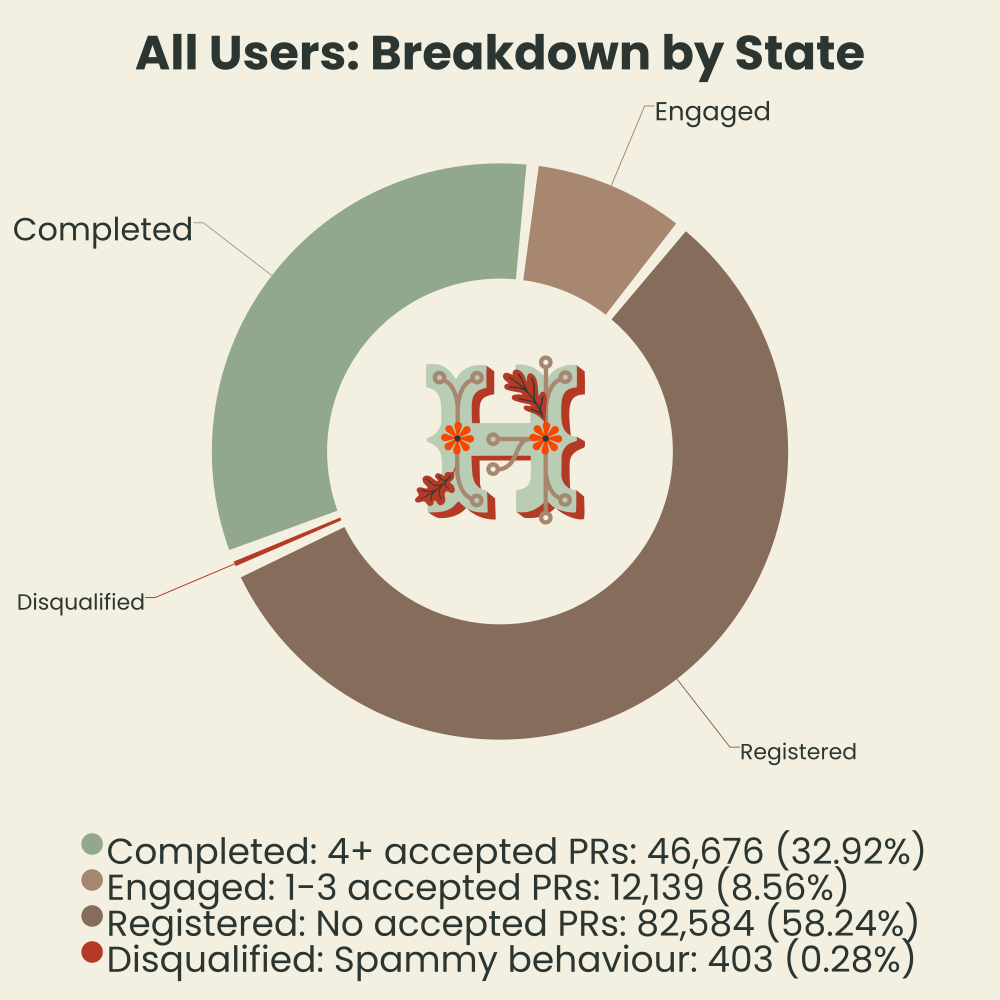 All Users: Breakdown by State
Engaged
Completed
Disqualified
Registered
Completed: 4+ accepted PRs: 46,676 (32.92%)
Engaged: 1-3 accepted PRs: 12,139 (8.56%)
Registered: No accepted PRs: 82,584 (58.24%)
Disqualified: Spammy behaviour: 403 (0.28%)